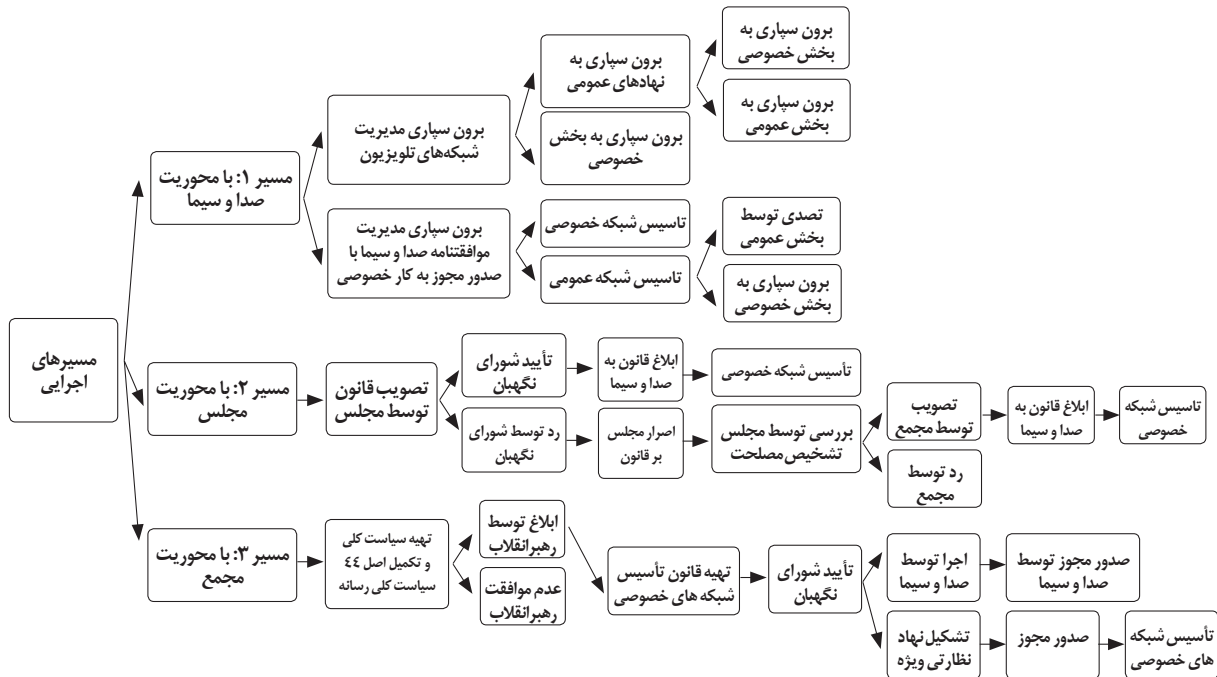 مسیرهای
اجرایی
مسیر ۱: با محوریت
صدا و سیما
برون سپاری مدیریت
شبکه‌های تلویزیون
برون سپاری به
نهادهای عمومی
برون سپاری به
بخش خصوصی
برون سپاری به
بخش عمومی
برون سپاری به بخش
خصوصی
برون سپاری مدیریت
موافقتنامه صدا و سیما با
صدور مجوز به کار خصوصی
تاسیس شبکه خصوصی
تاسیس شبکه عمومی
تصدی توسط
بخش عمومی
برون سپاری به
بخش خصوصی
مسیر ۲: با محوریت
مجلس
تصویب قانون
توسط مجلس
تأیید شورای
نگهبان
ابلاغ قانون به
صدا و سیما
تأسیس شبکه خصوصی
رد توسط شورای
نگهبان
اصرار مجلس
بر قانون
بررسی توسط مجلس
تشخیص مصلحت
تصویب
توسط مجمع
ابلاغ قانون به
صدا و سیما
تاسیس شبکه
خصوصی
رد توسط
مجمع
مسیر ۳: با محوریت
مجمع
تهیه سیاست کلی
و تکمیل اصل ٤٤
سیاست کلی رسانه
ابلاغ توسط
رهبرانقلاب
عدم موافقت
رهبرانقلاب
تهیه قانون تأسیس
شبکه های خصوصی
تأیید شورای
نگهبان
اجرا توسط
صدا و سیما
صدور مجوز توسط
صدا و سیما
تشکیل نهاد
نظارتی ویژه
صدور مجوز
تأسیس شبکه
های خصوصی